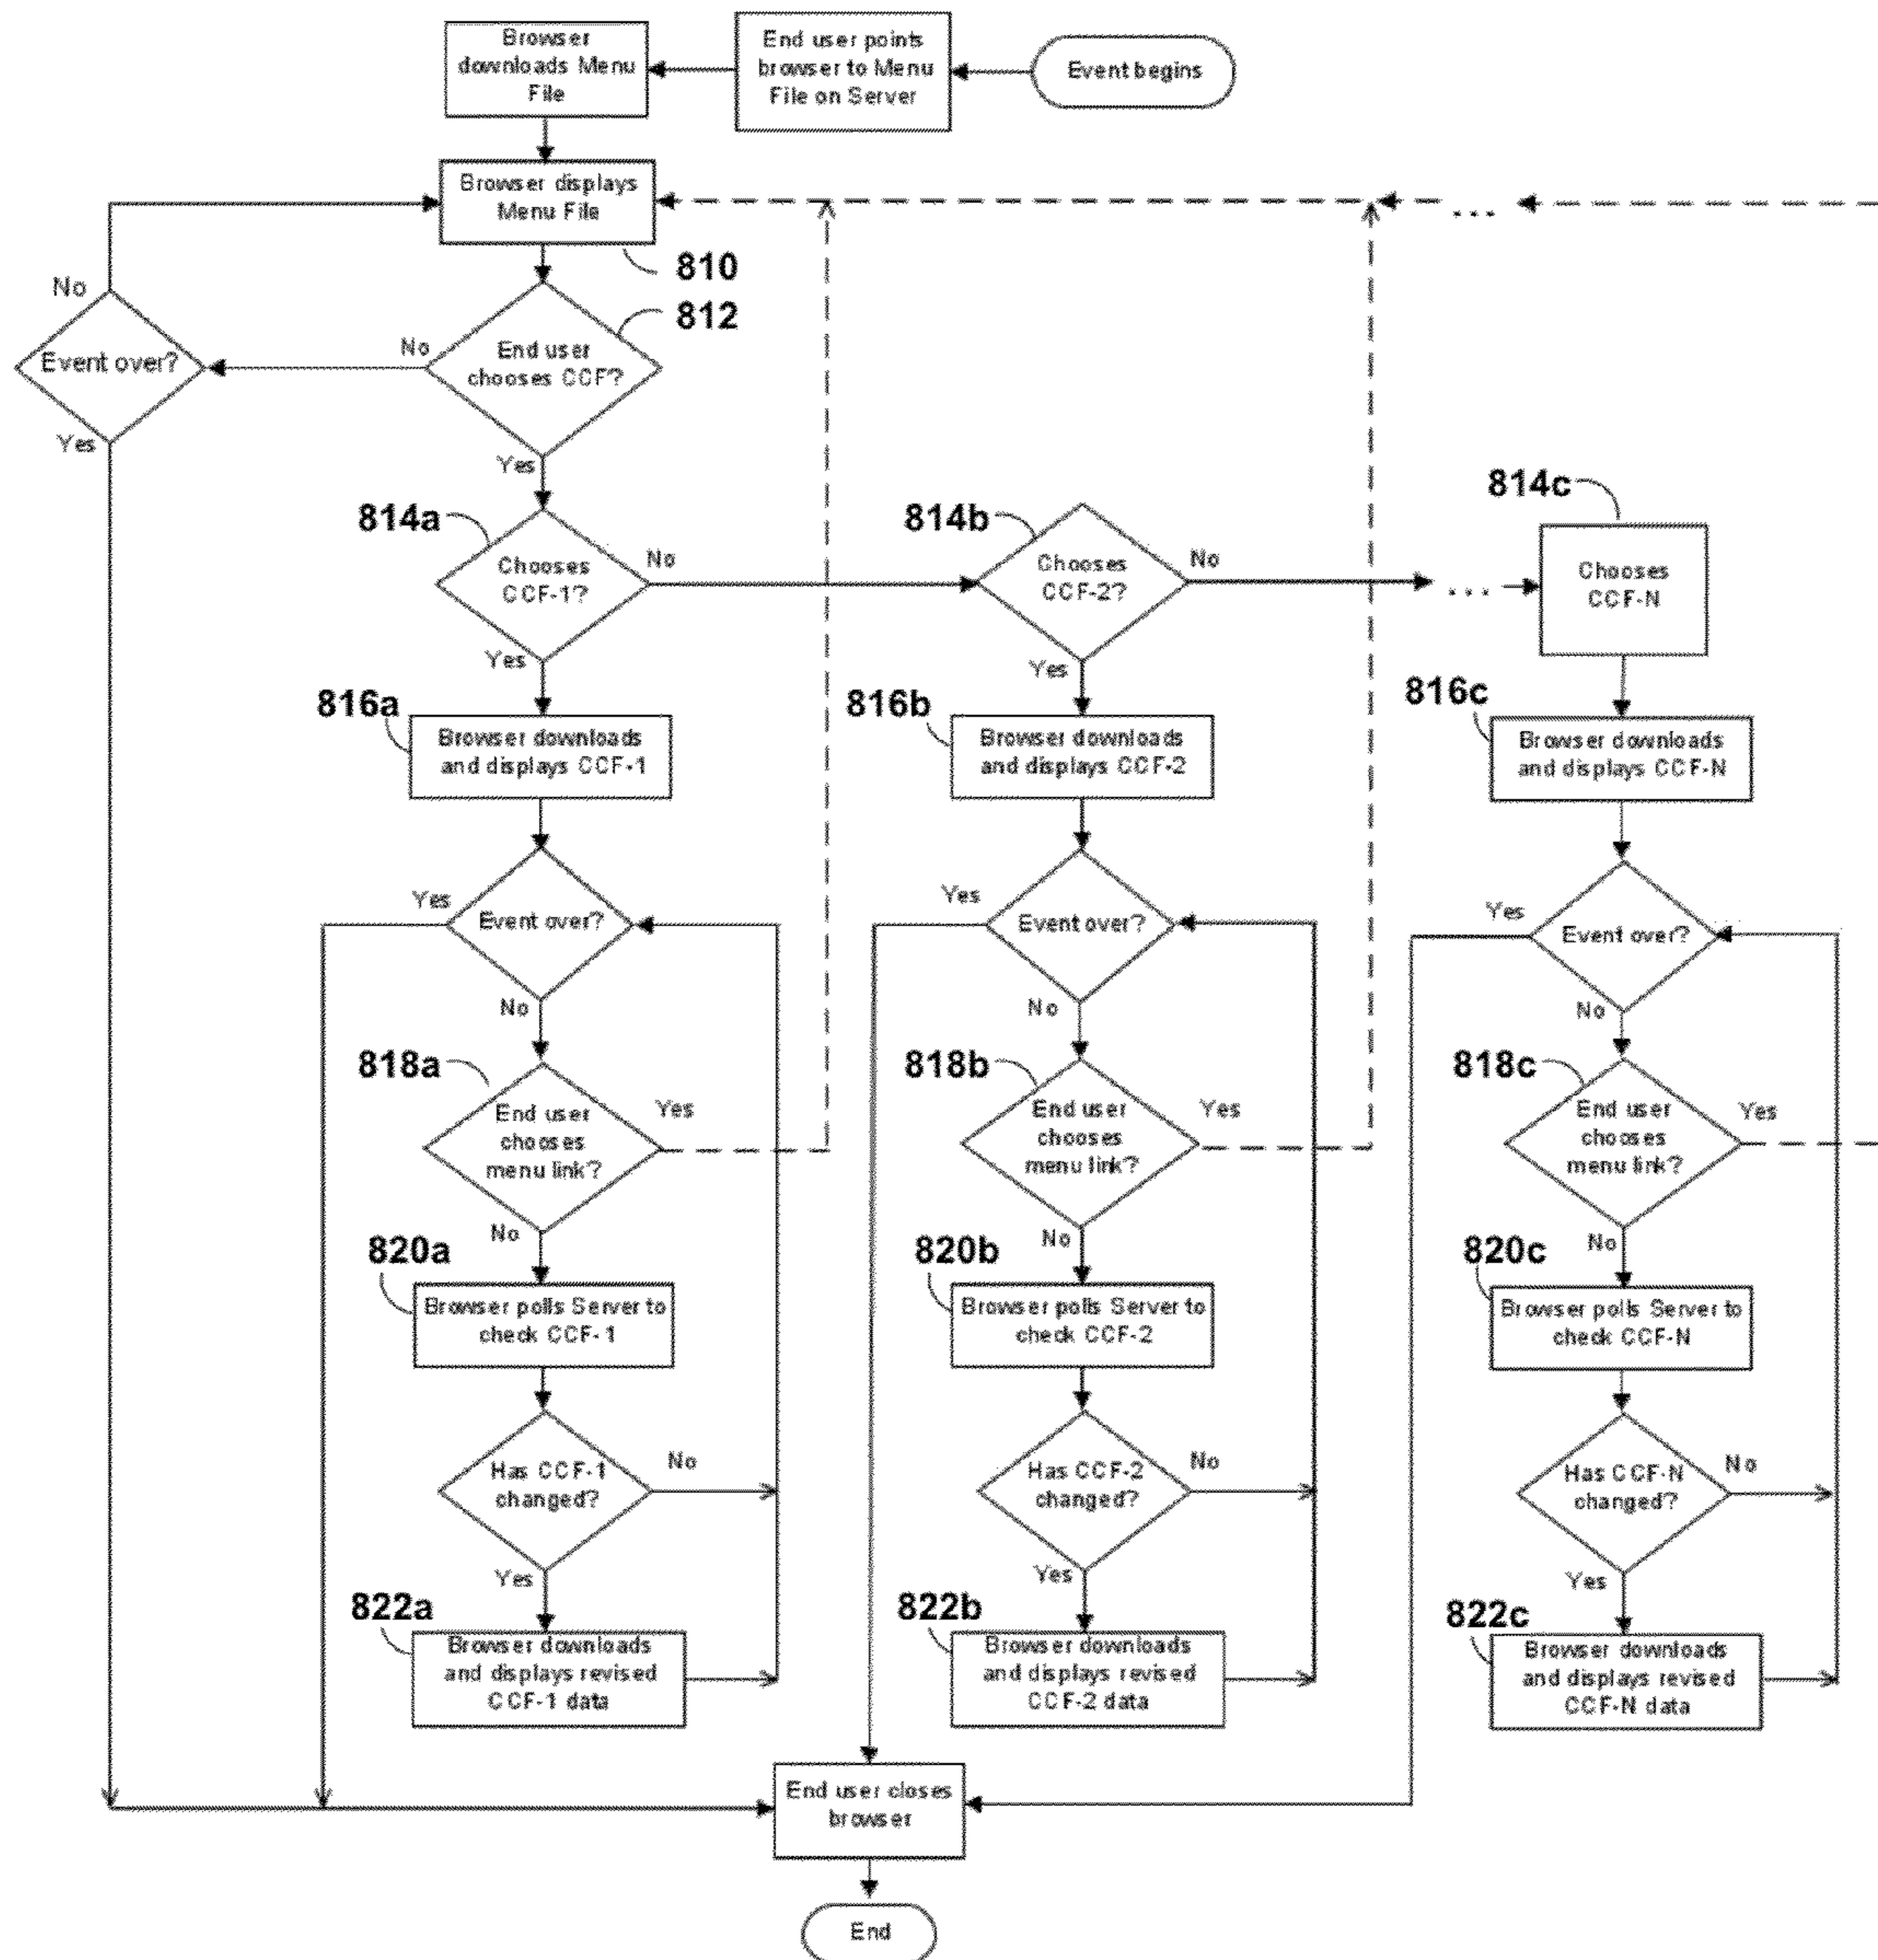 Browser
downloads Menu
File
End user points
browser to Menu
File on Server
Event begins
Browser displays
Menu File
810
812
No
Event over?
Yes
No
End user
chooses CCF?
Yes
814a
Chooses
CCF-1?
No
Yes
814b
Chooses
CCF-2?
No
Yes
...
...
814c
Chooses
CCF-N
816a
Browser downloads
and displays CCF-1
816b
Browser downloads
and displays CCF-2
816c
Browser downloads
and displays CCF-N
Yes
Event over?
No
Yes
Event over?
No
Yes
Event over?
No
818a
End user
chooses
menu link?
Yes
No
818b
End user
chooses
menu link?
Yes
No
818c
End user
chooses
menu link?
Yes
No
820a
Browser polls Server to
check CCF-1
820b
Browser polls Server to
check CCF-2
820c
Browser polls Server to
check CCF-N
Has CCF-1
changed?
No
Yes
Has CCF-2
changed?
No
Yes
Has CCF-N
changed?
No
Yes
822a
Browser downloads
and displays revised
CCF-1 data
822b
Browser downloads
and displays revised
CCF-2 data
822c
Browser downloads
and displays revised
CCF-N data
End user closes
browser
End